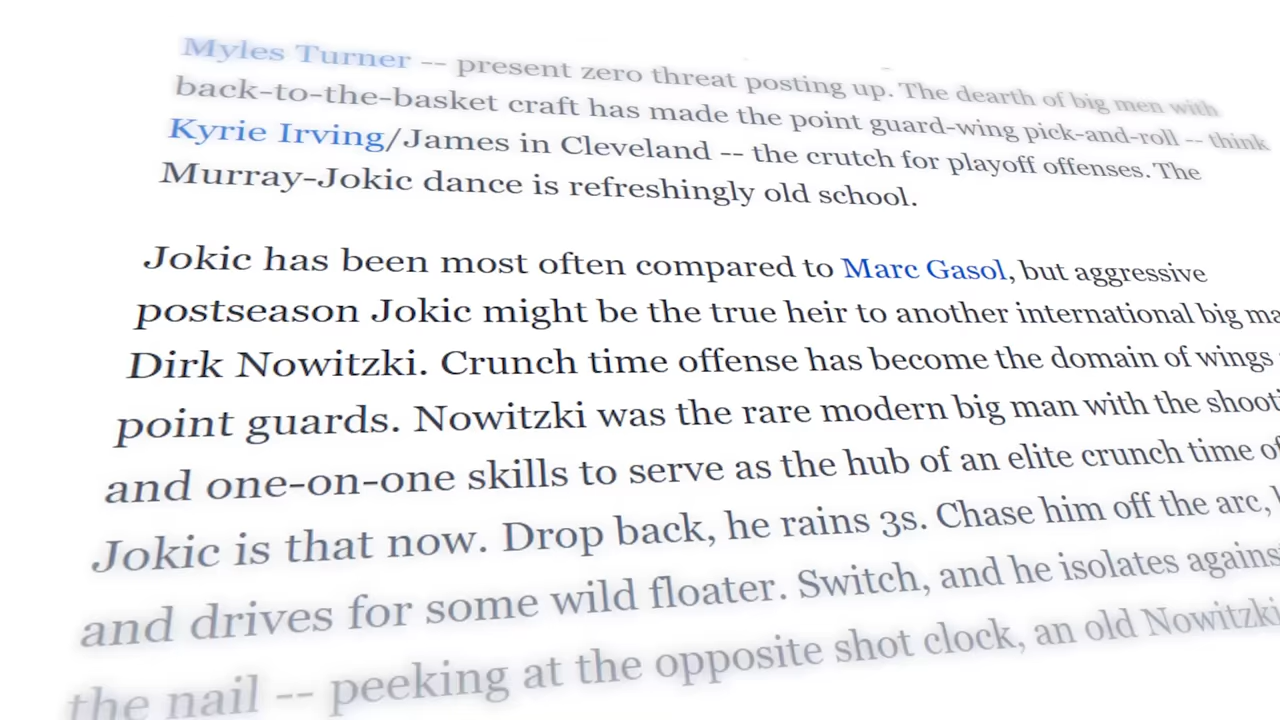 Myles Turner -- present zero threat posting up. The dearth of big men with
back-to-the-basket craft has made the point guard-wing pick-and-roll -- think
Kyrie Irving/James in Cleveland -- the crutch for playoff offenses. The
Murray-Jokic dance is refreshingly old school.
Jokic has been most often compared to Marc Gasol, but aggressive
postseason Jokic might be the true heir to another international big
Dirk Nowitzki. Crunch time offense has become the domain of wings
point guards. Nowitzki was the rare modern big man with the
and one-on-one skills to serve as the hub of an elite crunch time
Jokic is that now. Drop back, he rains 3s. Chase him off the arc,
and drives for some wild floater. Switch, and he isolates against
the nail -- peeking at the opposite shot clock, an old Nowitzki